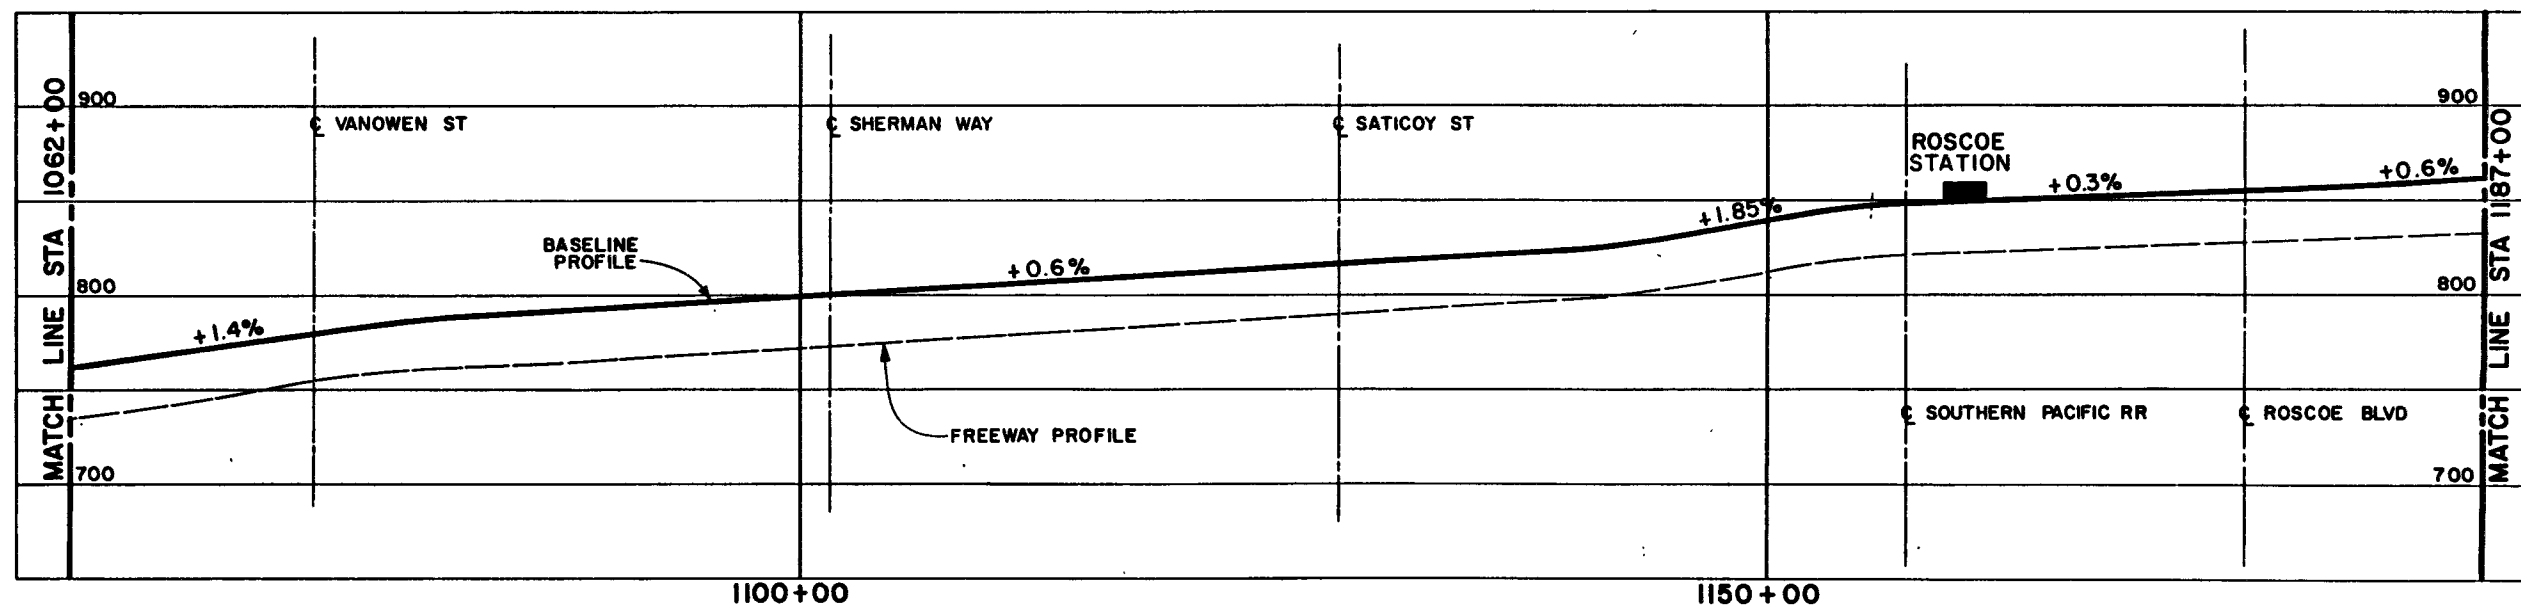 MATCH LINE STA 1062+00
900
℄ VANOWEN ST
℄ SHERMAN WAY
℄ SATICOY ST
900
ROSCOE
STATION
+0.3%
+0.6%
+1.85%
BASELINE
PROFILE
+0.6%
800
800
+1.4%
℄ SOUTHERN PACIFIC RR
℄ ROSCOE BLVD
FREEWAY PROFILE
700
700
MATCH LINE STA 1187+00
1100+00
1150+00